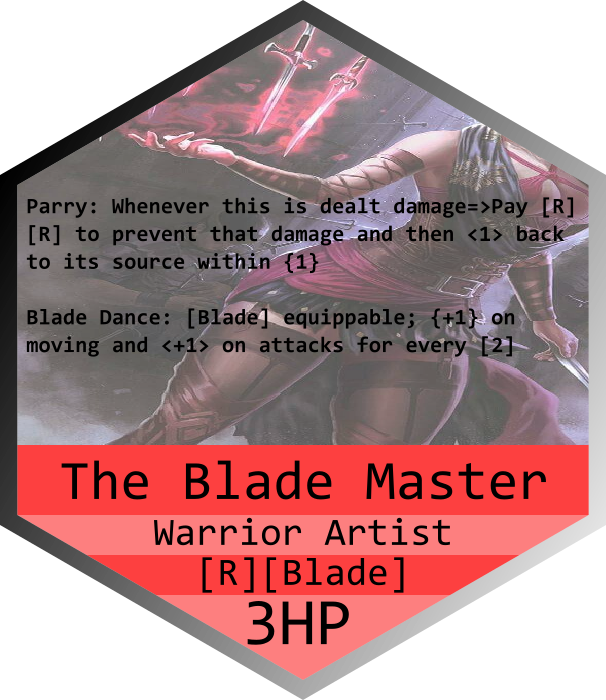 Parry: Whenever this is dealt damage=>Pay [R]
[R] to prevent that damage and then <1> back
to its source within {1}
Blade Dance: [Blade] equippable; {+1} on
moving and <+1> on attacks for every [2]
The Blade Master
Warrior Artist
[R][Blade]
3HP